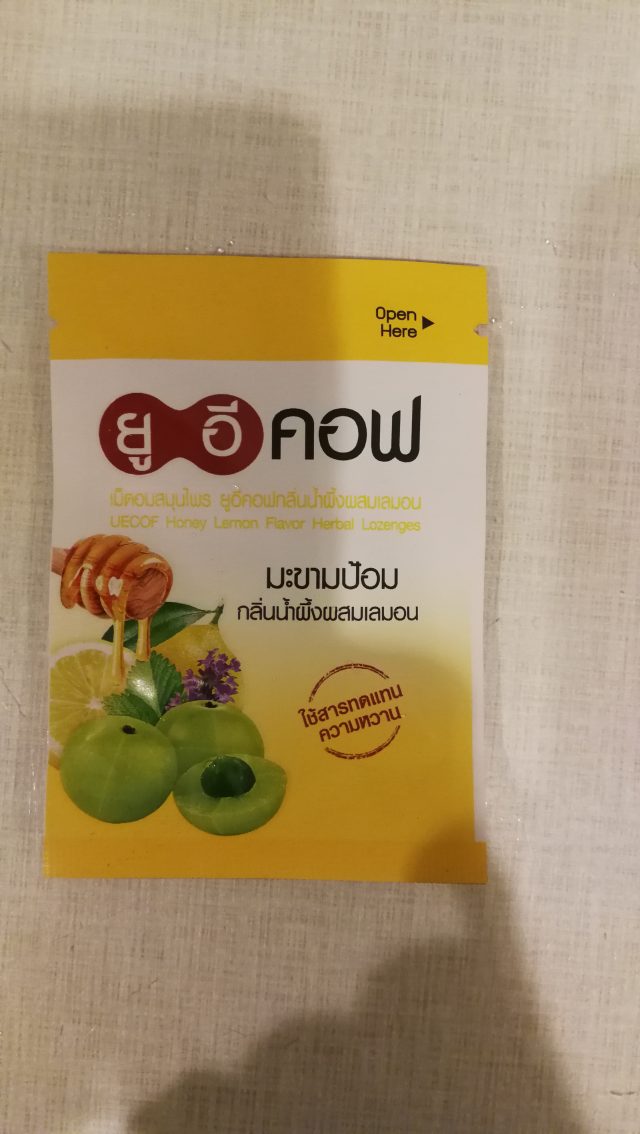 Open
Here
ยูอีคอฟ
เม็ดอมสมุนไพร ยูอีคอฟกลิ่นน้ำผึ้งผสมเลมอน
UECOF Honey Lemon Flavor Herbal Lozenges
มะขามป้อม
กลิ่นน้ำผึ้งผสมเลมอน
ใช้สารทดแทน
ความหวาน